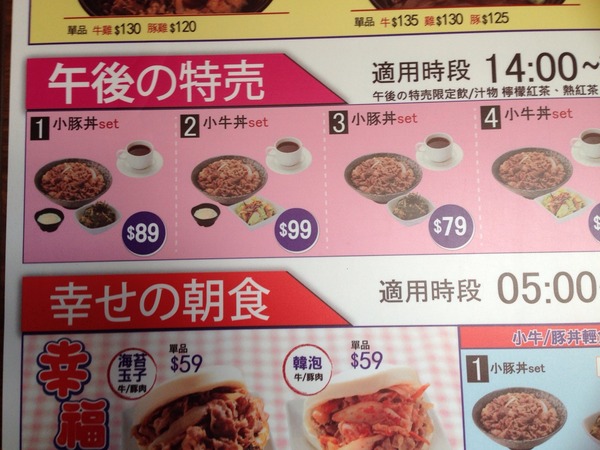 單品 牛雞$130 豚雞$120
單品 牛$135 雞$130 豚$125
午後の特売
適用時段 14:00~
午後の特売限定飲/汁物 檸檬紅茶、熱紅茶
1 小豚丼set
$89
2 小牛丼set
$99
3 小豚丼set
$79
4 小牛丼set
$
幸せの朝食
適用時段 05:00
幸福
海苔玉子
牛/豚肉
單品
$59
韓泡
牛/豚肉
單品
$59
小牛/豚丼輕
1 小豚丼set